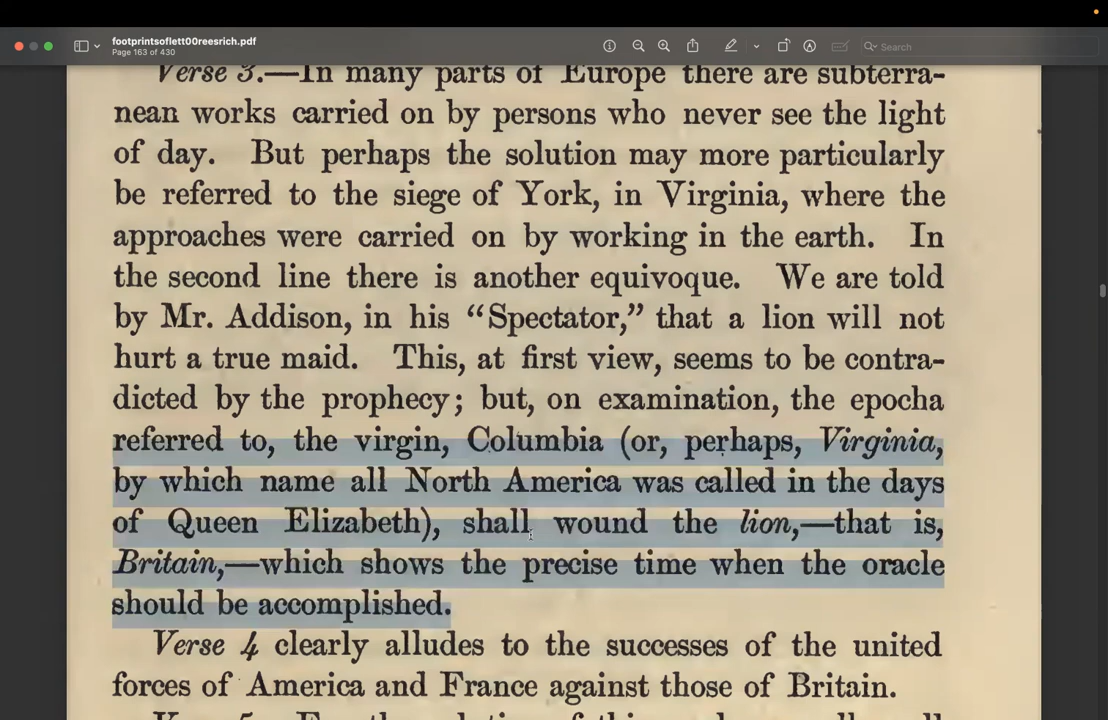 footprintsoflett00reesrich.pdf
Page 163 of 430
Search
Verse 3.—In many parts of Europe there are subterra-
nean works carried on by persons who never see the light
of day. But perhaps the solution may more particularly
be referred to the siege of York, in Virginia, where the
approaches were carried on by working in the earth. In
the second line there is another equivoque. We are told
by Mr. Addison, in his “Spectator,” that a lion will not
hurt a true maid. This, at first view, seems to be contra-
dicted by the prophecy; but, on examination, the epocha
referred to, the virgin, Columbia (or, perhaps, Virginia,
by which name all North America was called in the days
of Queen Elizabeth), shall wound the lion,—that is,
Britain,—which shows the precise time when the oracle
should be accomplished.
Verse 4 clearly alludes to the successes of the united
forces of America and France against those of Britain.